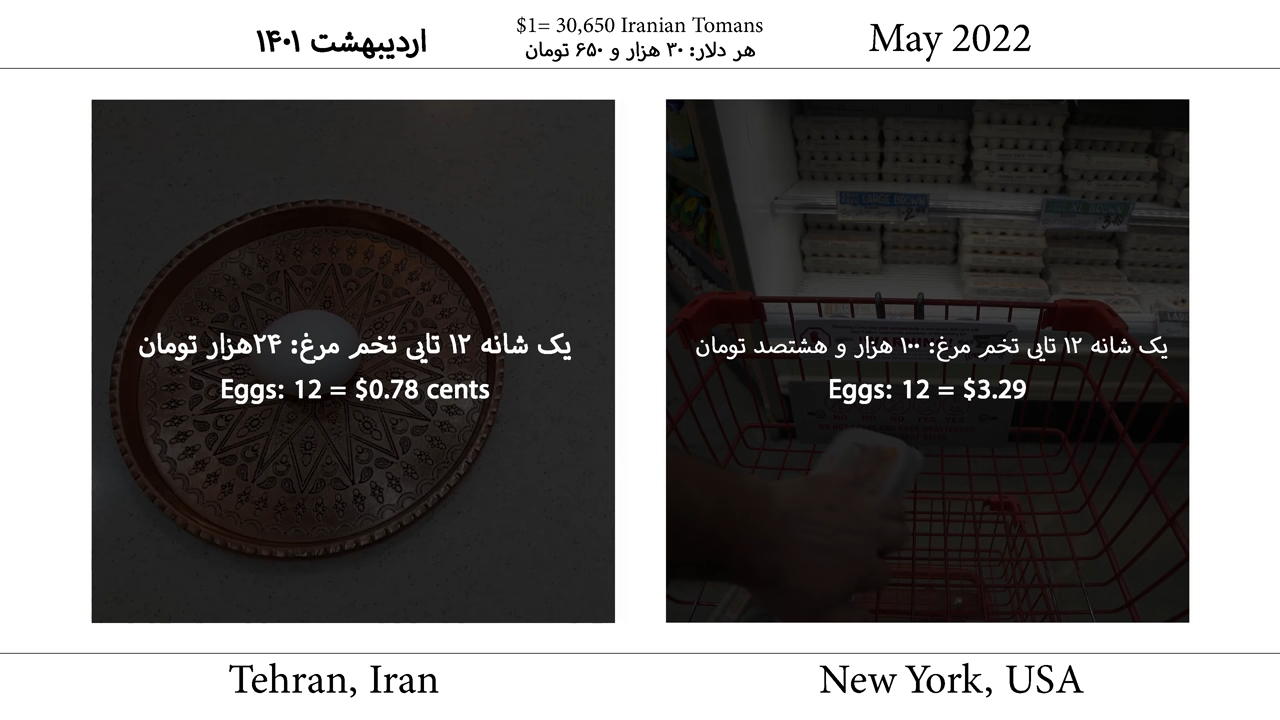 اردیبهشت ۱۴۰۱
$1= 30,650 Iranian Tomans
هر دلار: ۳۰ هزار و ۶۵۰ تومان
May 2022
یک شانه ۱۲ تایی تخم مرغ: ۲۴هزار تومان
Eggs: 12 = $0.78 cents
LARGE BROWN
یک شانه ۱۲ تایی تخم مرغ: ۱۰۰ هزار و هشتصد تومان
Eggs: 12 = $3.29
Tehran, Iran
New York, USA